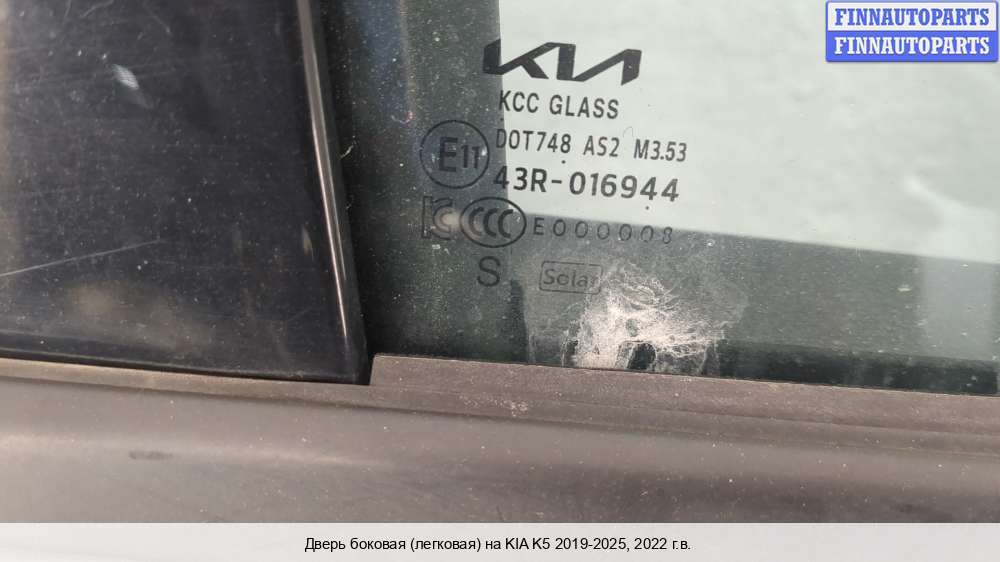 FINNAUTOPARTS
FINNAUTOPARTS
KIA
KCC GLASS
DOT748 AS2 M3.53
E11
43R-016944
KC CCC E000008
S Solar
Дверь боковая (легковая) на KIA K5 2019-2025, 2022 г.в.